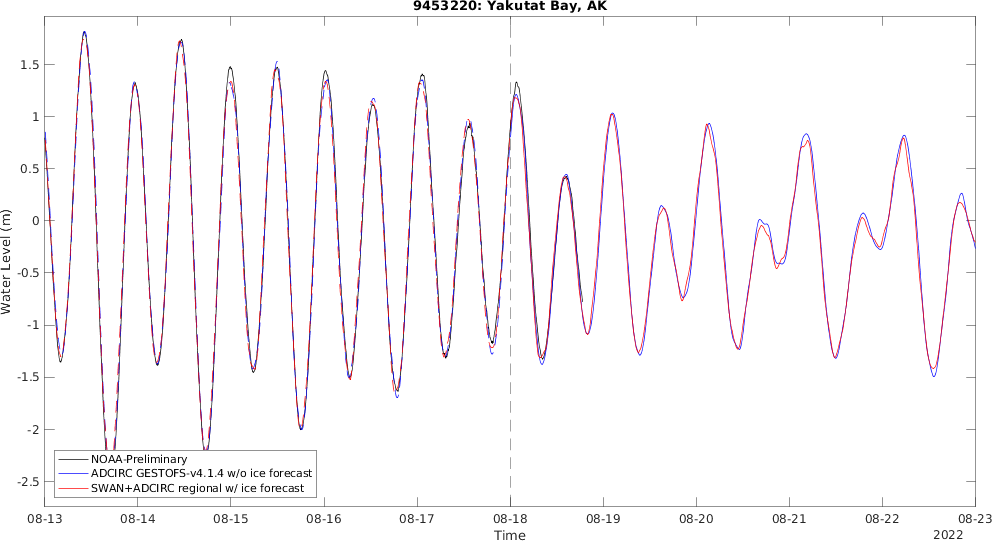 9453220: Yakutat Bay, AK
1.5
1
0.5
0
-0.5
-1
-1.5
-2
-2.5
Water Level (m)
NOAA-Preliminary
ADCIRC GESTOFS-v4.1.4 w/o ice forecast
SWAN+ADCIRC regional w/ ice forecast
08-13 08-14 08-15 08-16 08-17 08-18 08-19 08-20 08-21 08-22 08-23
Time
2022